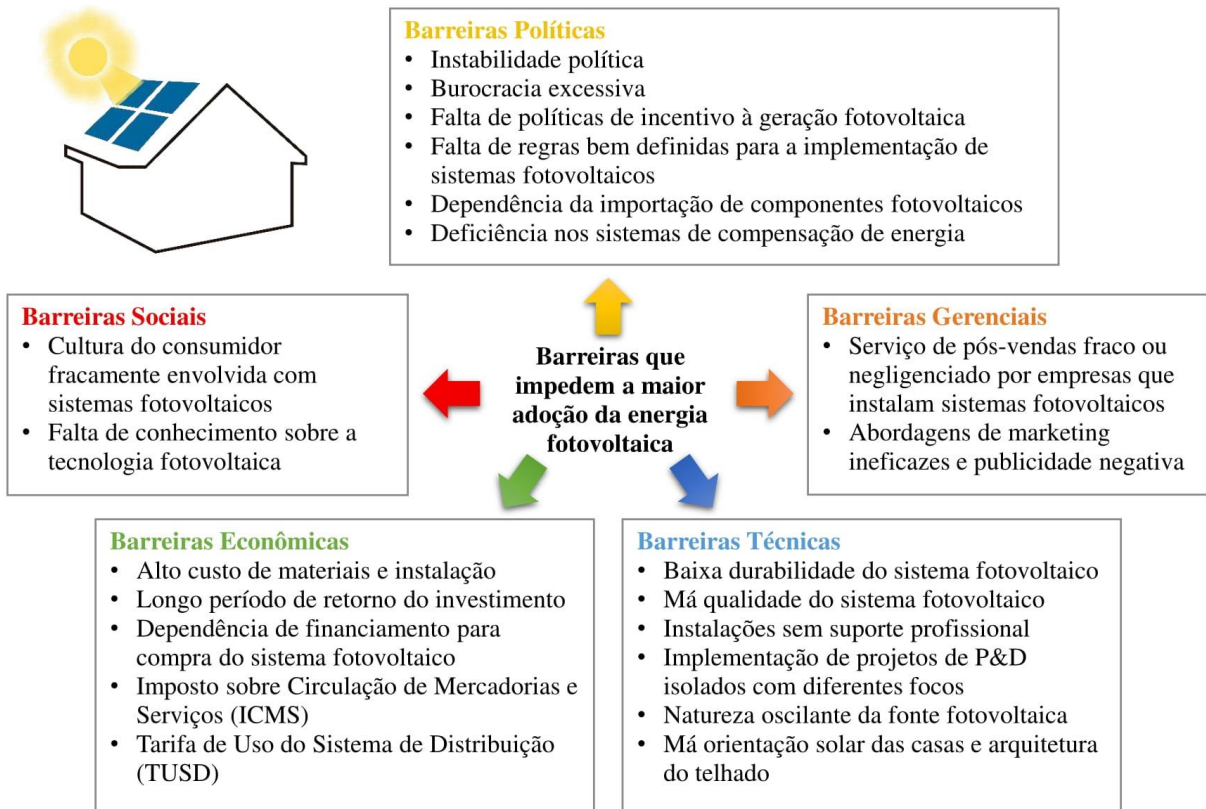 Barreiras Políticas
• Instabilidade política
• Burocracia excessiva
• Falta de políticas de incentivo à geração fotovoltaica
• Falta de regras bem definidas para a implementação de
sistemas fotovoltaicos
• Dependência da importação de componentes fotovoltaicos
• Deficiência nos sistemas de compensação de energia
Barreiras Sociais
• Cultura do consumidor
fracamente envolvida com
sistemas fotovoltaicos
• Falta de conhecimento sobre a
tecnologia fotovoltaica
Barreiras que
impedem a maior
adoção da energia
fotovoltaica
Barreiras Gerenciais
• Serviço de pós-vendas fraco ou
negligenciado por empresas que
instalam sistemas fotovoltaicos
• Abordagens de marketing
ineficazes e publicidade negativa
Barreiras Econômicas
• Alto custo de materiais e instalação
• Longo período de retorno do investimento
• Dependência de financiamento para
compra do sistema fotovoltaico
• Imposto sobre Circulação de Mercadorias e
Serviços (ICMS)
• Tarifa de Uso do Sistema de Distribuição
(TUSD)
Barreiras Técnicas
• Baixa durabilidade do sistema fotovoltaico
• Má qualidade do sistema fotovoltaico
• Instalações sem suporte profissional
• Implementação de projetos de P&D
isolados com diferentes focos
• Natureza oscilante da fonte fotovoltaica
• Má orientação solar das casas e arquitetura
do telhado